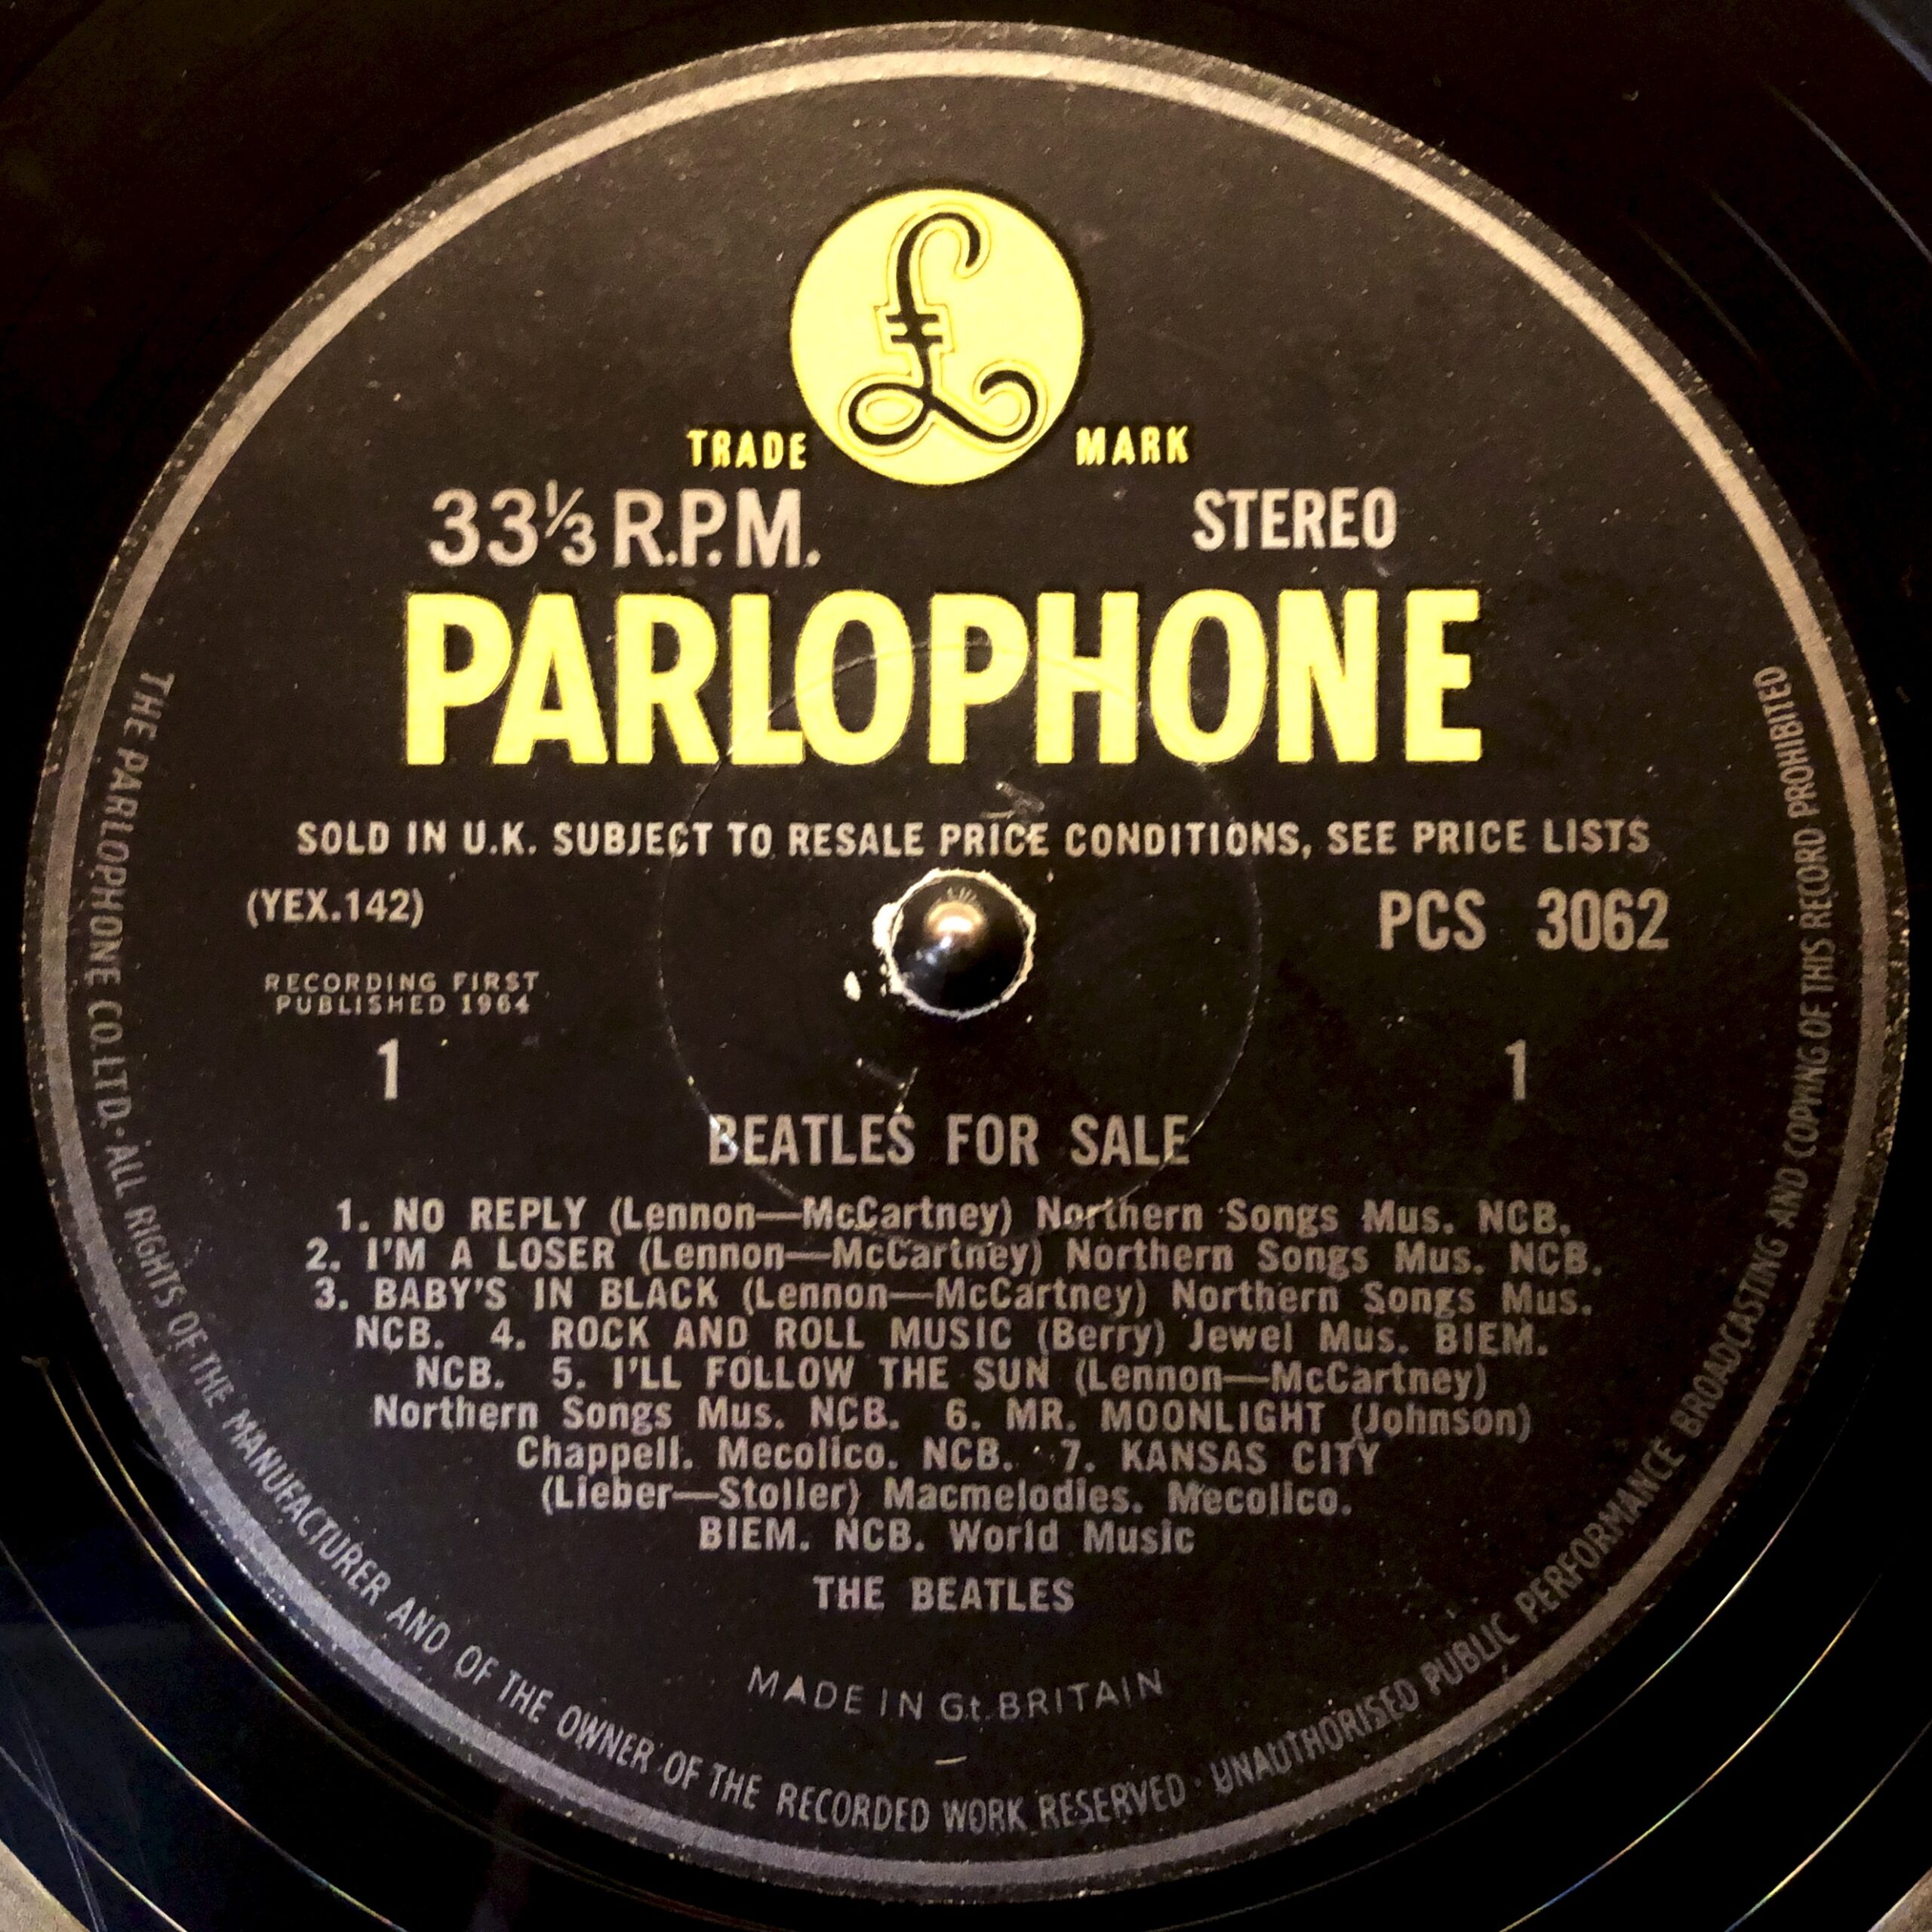 £
TRADE MARK
33⅓ R.P.M. STEREO
PARLOPHONE
SOLD IN U.K. SUBJECT TO RESALE PRICE CONDITIONS, SEE PRICE LISTS
(YEX.142) PCS 3062
RECORDING FIRST
PUBLISHED 1964
1 1
BEATLES FOR SALE
1. NO REPLY (Lennon—McCartney) Northern Songs Mus. NCB.
2. I'M A LOSER (Lennon—McCartney) Northern Songs Mus. NCB.
3. BABY'S IN BLACK (Lennon—McCartney) Northern Songs Mus.
NCB. 4. ROCK AND ROLL MUSIC (Berry) Jewel Mus. BIEM.
NCB. 5. I'LL FOLLOW THE SUN (Lennon—McCartney)
Northern Songs Mus. NCB. 6. MR. MOONLIGHT (Johnson)
Chappell. Mecolico. NCB. 7. KANSAS CITY
(Lieber—Stoller) Macmelodies. Mecolico.
BIEM. NCB. World Music
THE BEATLES
MADE IN Gt. BRITAIN
THE PARLOPHONE CO. LTD. · ALL RIGHTS OF THE MANUFACTURER AND OF THE OWNER OF THE RECORDED WORK RESERVED · UNAUTHORISED PUBLIC PERFORMANCE BROADCASTING AND COPYING OF THIS RECORD PROHIBITED